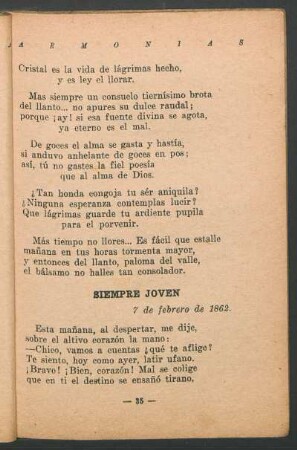 ARMONIAS
Cristal es la vida de lágrimas hecho,
y es ley el llorar.
Mas siempre un consuelo tiernísimo brota
del llanto... no apures su dulce raudal;
porque ¡ay! si esa fuente divina se agota,
ya eterno es el mal.
De goces el alma se gasta y hastía,
si anduvo anhelante de goces en pos;
así, tú no gastes la fiel poesía
que al alma de Dios.
¿Tan honda congoja tu sér aniquila?
¿Ninguna esperanza contemplas lucir?
Que lágrimas guarde tu ardiente pupila
para el porvenir.
Más tiempo no llores... Es fácil que estalle
mañana en tus horas tormenta mayor,
y entonces del llanto, paloma del valle,
el bálsamo no halles tan consolador.
SIEMPRE JOVEN
7 de febrero de 1862.
Esta mañana, al despertar, me dije,
sobre el altivo corazón la mano:
—Chico, vamos a cuentas ¿qué te aflige?
Te siento, hoy como ayer, latir ufano.
¡Bravo! ¡Bien, corazón! Mal se colige
que en ti el destino se ensañó tirano,
— 35 —